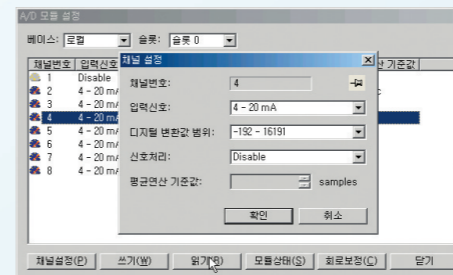 A/D 모듈 설정
베이스: 로컬 슬롯: 슬롯 0
채널번호 입력신호 산 기준값
1 Disable
2 4 - 20 mA
3 4 - 20 mA
4 4 - 20 mA
5 4 - 20 mA
6 4 - 20 mA
7 4 - 20 mA
8 4 - 20 mA
채널 설정
채널번호: 4
입력신호: 4 - 20 mA
디지털 변환값 범위: -192 - 16191
신호처리: Disable
평균연산 기준값: samples
확인 취소
채널설정(P) 쓰기(W) 읽기(R) 모듈상태(S) 회로보정(C) 닫기